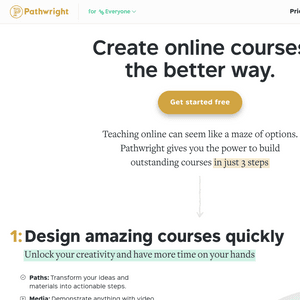 Pathwright
for Everyone
Create online courses
the better way.
Get started free
Teaching online can seem like a maze of options.
Pathwright gives you the power to build
outstanding courses in just 3 steps
1: Design amazing courses quickly
Unlock your creativity and have more time on your hands
Paths: Transform your ideas and
materials into actionable steps.
Media: Demonstrate anything with video,